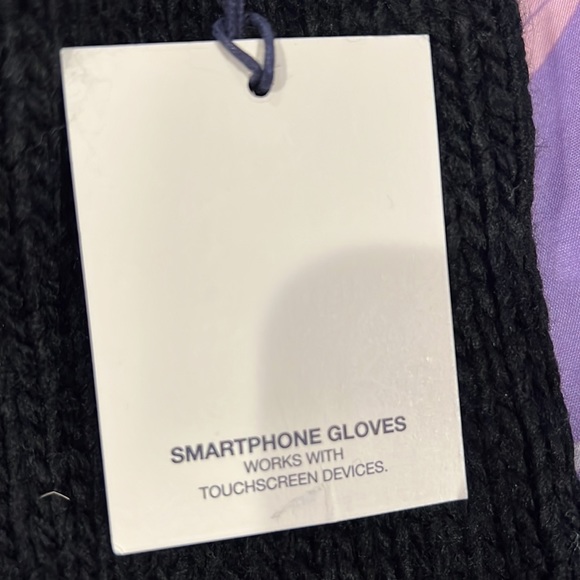 SMARTPHONE GLOVES
WORKS WITH
TOUCHSCREEN DEVICES.